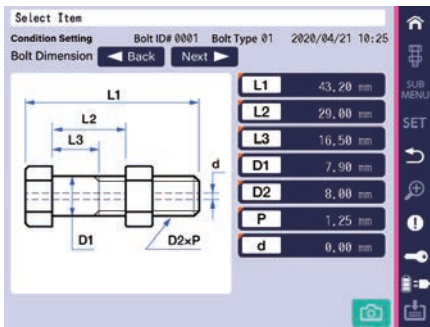 Select Item
Condition Setting Bolt ID# 0001 Bolt Type 01 2020/04/21 10:25
Bolt Dimension ◀ Back Next ▶
L1
L2
L3
d
D1
D2×P
L1 43.20 mm
L2 29.00 mm
L3 16.50 mm
D1 7.90 mm
D2 8.00 mm
P 1.25 mm
d 0.00 mm
SUB
MENU
SET